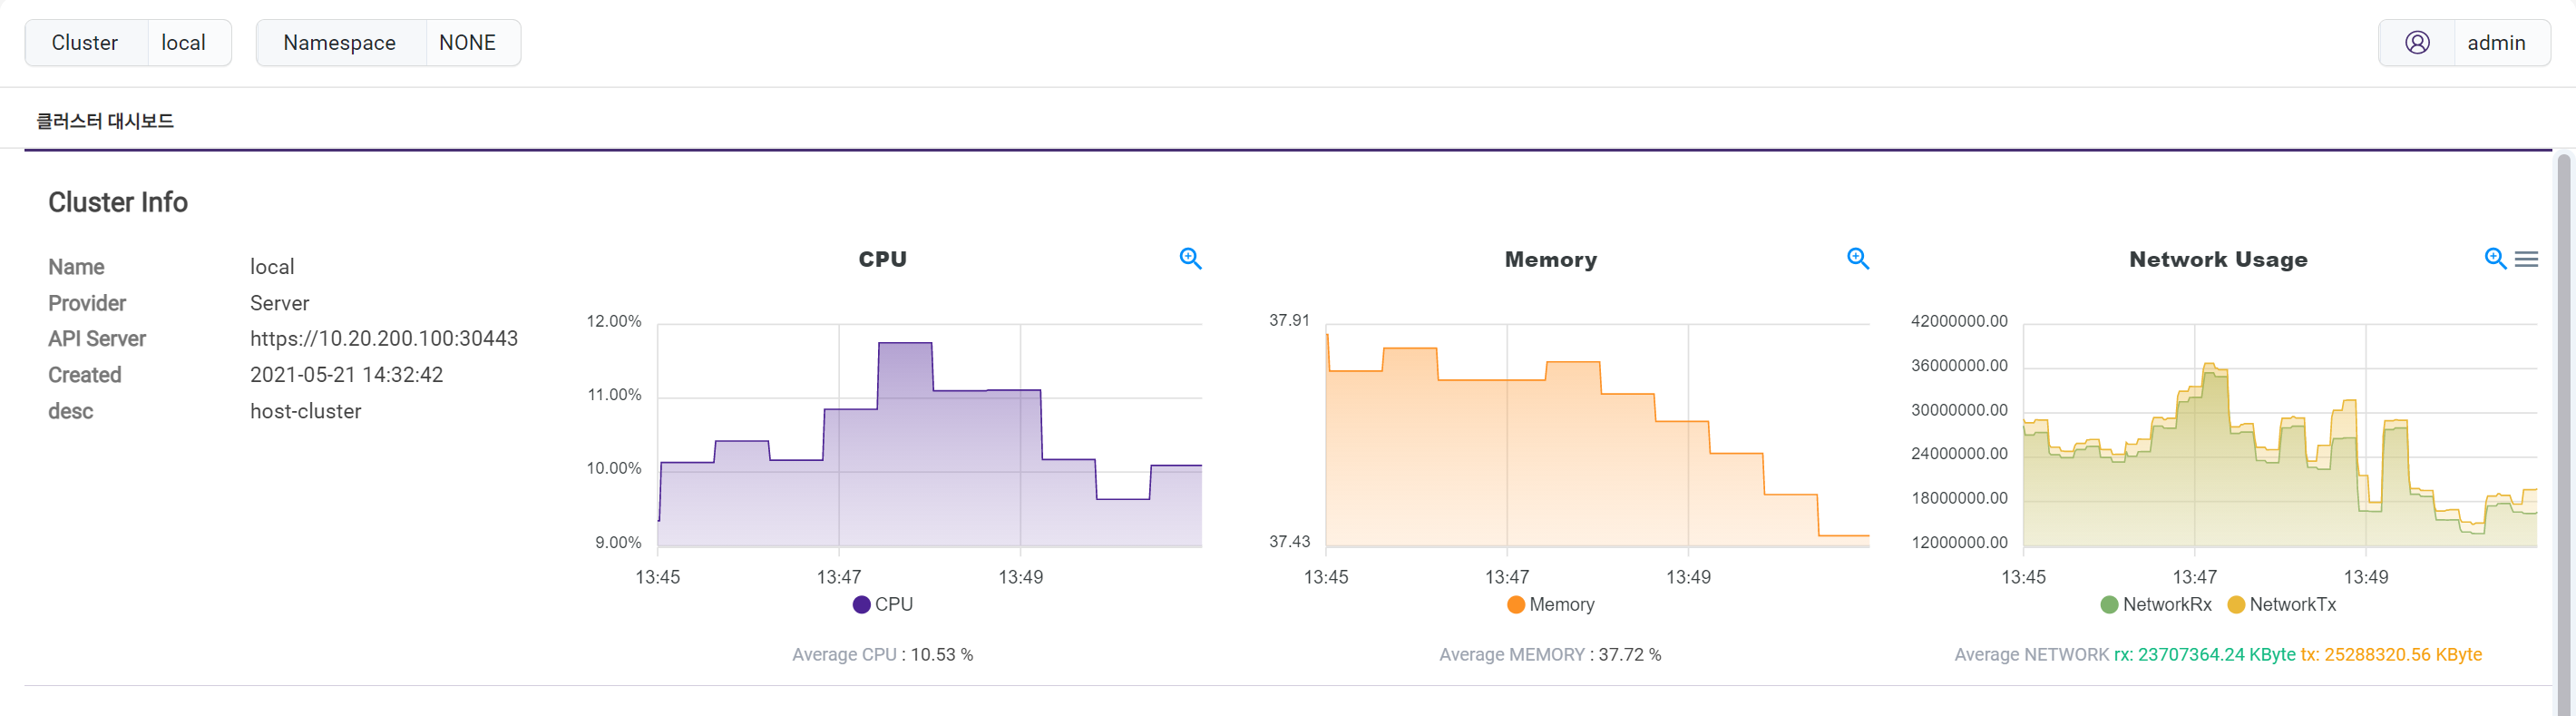 Cluster local Namespace NONE admin
클러스터 대시보드
Cluster Info
Name local
Provider Server
API Server https://10.20.200.100:30443
Created 2021-05-21 14:32:42
desc host-cluster
CPU
12.00%
11.00%
10.00%
9.00%
13:45 13:47 13:49
CPU
Average CPU : 10.53 %
Memory
37.91
37.43
13:45 13:47 13:49
Memory
Average MEMORY : 37.72 %
Network Usage
42000000.00
36000000.00
30000000.00
24000000.00
18000000.00
12000000.00
13:45 13:47 13:49
NetworkRx NetworkTx
Average NETWORK rx: 23707364.24 KByte tx: 25288320.56 KByte